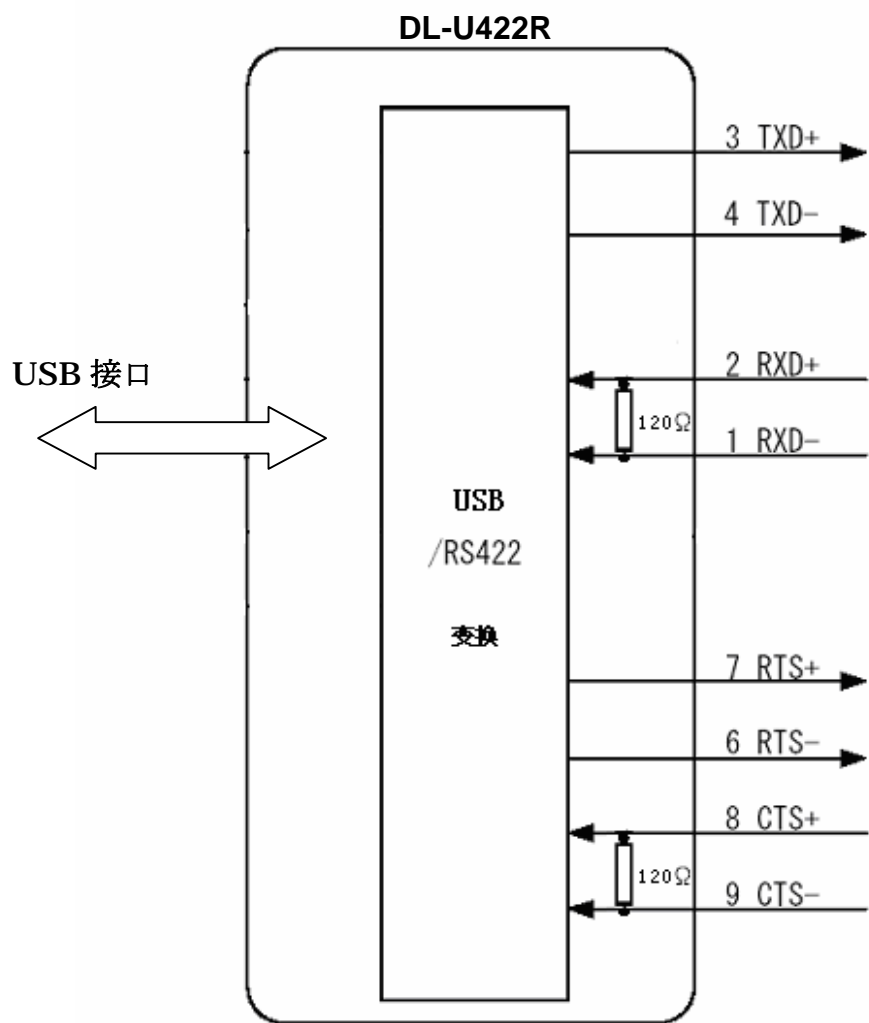 DL-U422R
3 TXD+
4 TXD-
USB 接口
2 RXD+
120Ω
1 RXD-
USB
/RS422
变换
7 RTS+
6 RTS-
8 CTS+
120Ω
9 CTS-